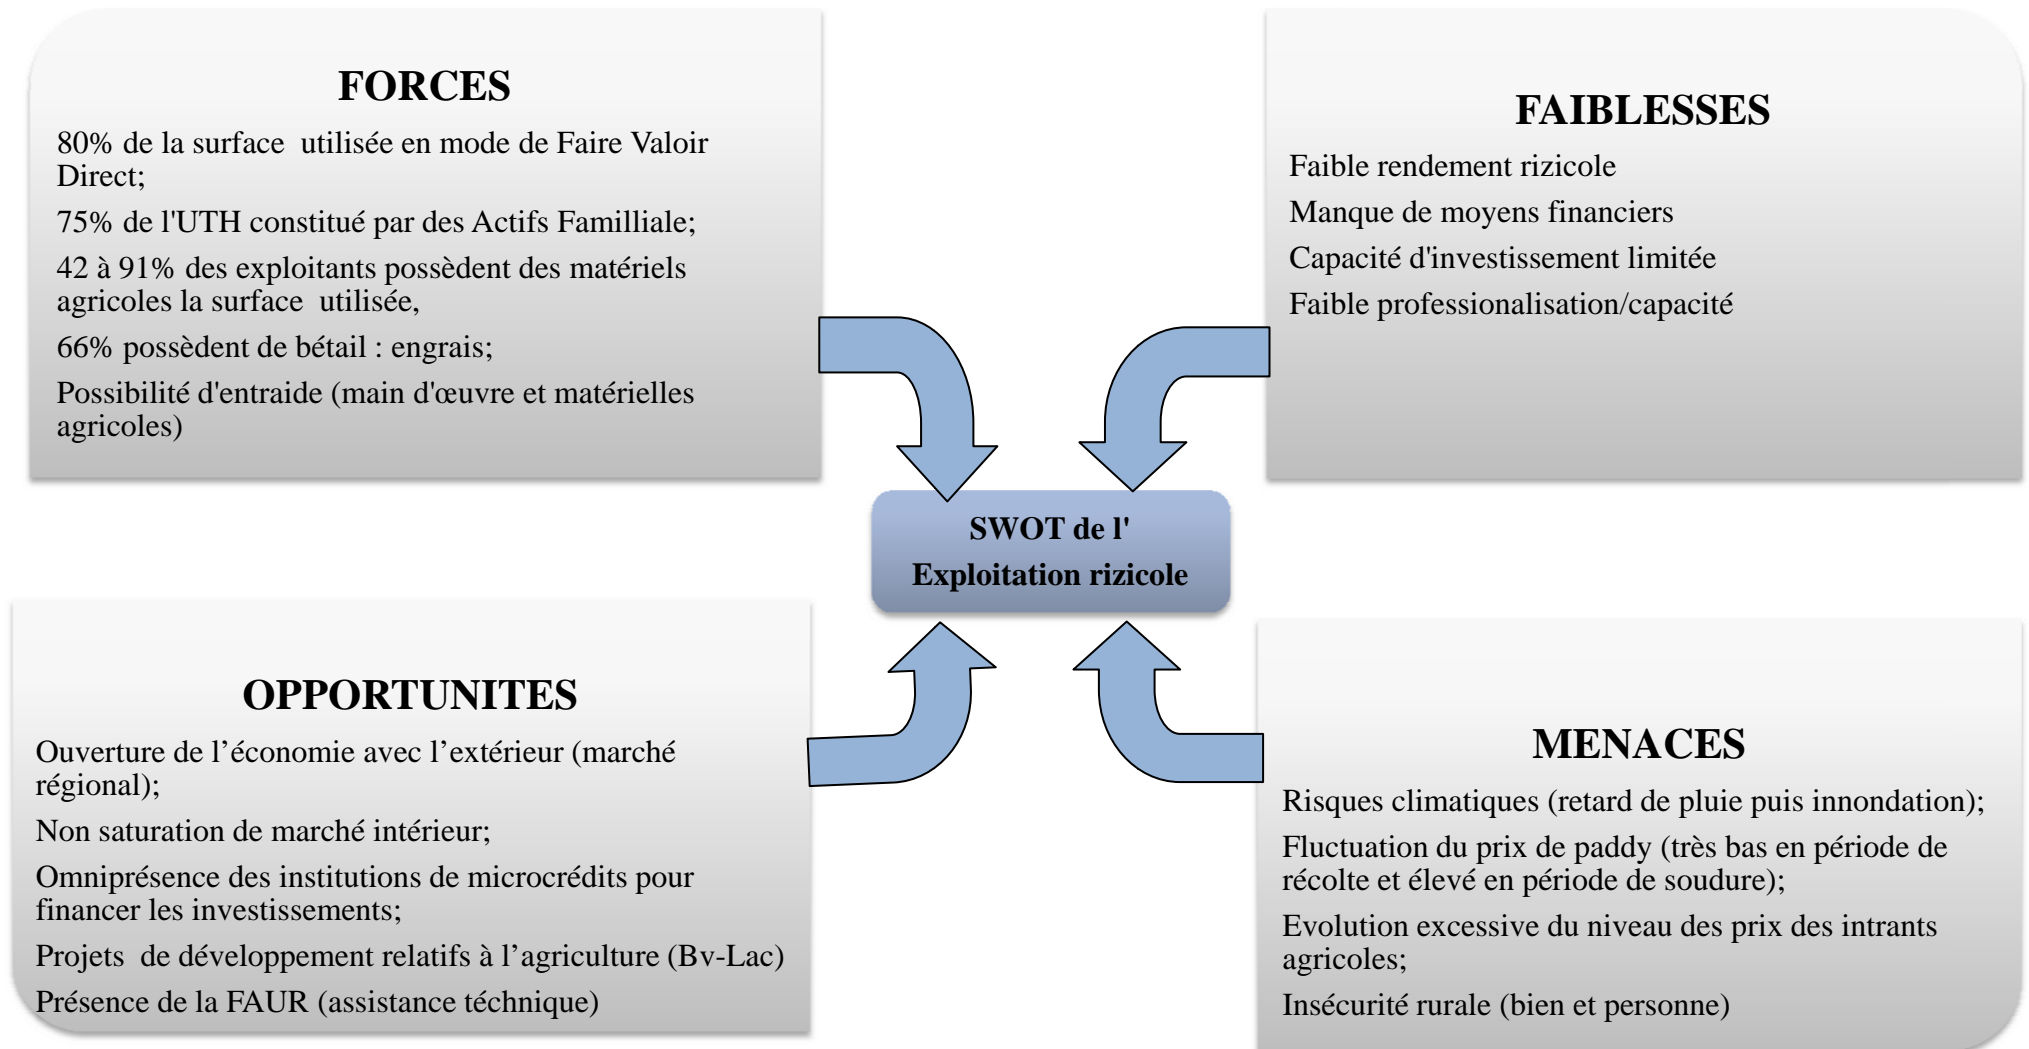 FORCES
80% de la surface  utilisée en mode de Faire Valoir
Direct;
75% de l'UTH constitué par des Actifs Familliale;
42 à 91% des exploitants possèdent des matériels
agricoles la surface  utilisée,
66% possèdent de bétail : engrais;
Possibilité d'entraide (main d'œuvre et matérielles
agricoles)
FAIBLESSES
Faible rendement rizicole
Manque de moyens financiers
Capacité d'investissement limitée
Faible professionalisation/capacité
SWOT de l'
Exploitation rizicole
OPPORTUNITES
Ouverture de l’économie avec l’extérieur (marché
régional);
Non saturation de marché intérieur;
Omniprésence des institutions de microcrédits pour
financer les investissements;
Projets  de développement relatifs à l’agriculture (Bv-Lac)
Présence de la FAUR (assistance téchnique)
MENACES
Risques climatiques (retard de pluie puis innondation);
Fluctuation du prix de paddy (très bas en période de
récolte et élevé en période de soudure);
Evolution excessive du niveau des prix des intrants
agricoles;
Insécurité rurale (bien et personne)